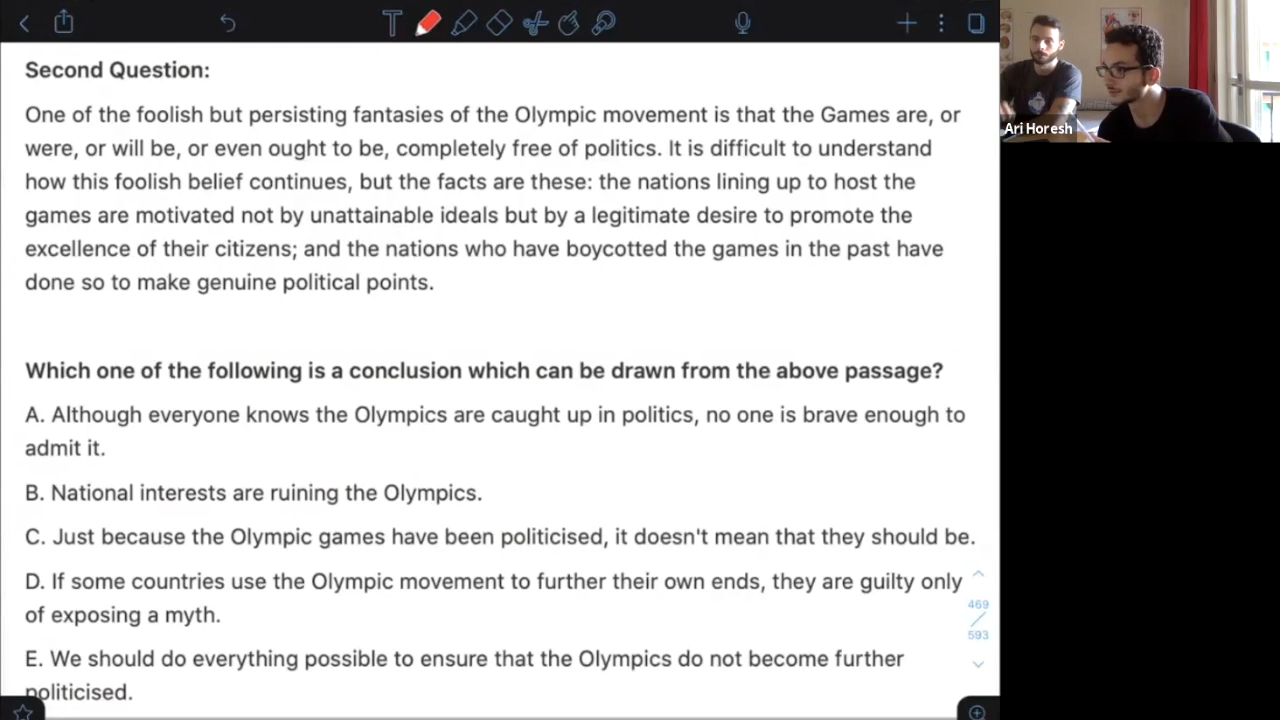 Second Question:
One of the foolish but persisting fantasies of the Olympic movement is that the Games are, or
were, or will be, or even ought to be, completely free of politics. It is difficult to understand
how this foolish belief continues, but the facts are these: the nations lining up to host the
games are motivated not by unattainable ideals but by a legitimate desire to promote the
excellence of their citizens; and the nations who have boycotted the games in the past have
done so to make genuine political points.
Which one of the following is a conclusion which can be drawn from the above passage?
A. Although everyone knows the Olympics are caught up in politics, no one is brave enough to
admit it.
B. National interests are ruining the Olympics.
C. Just because the Olympic games have been politicised, it doesn't mean that they should be.
D. If some countries use the Olympic movement to further their own ends, they are guilty only
of exposing a myth.
E. We should do everything possible to ensure that the Olympics do not become further
politicised.
469
593
Ari Horesh